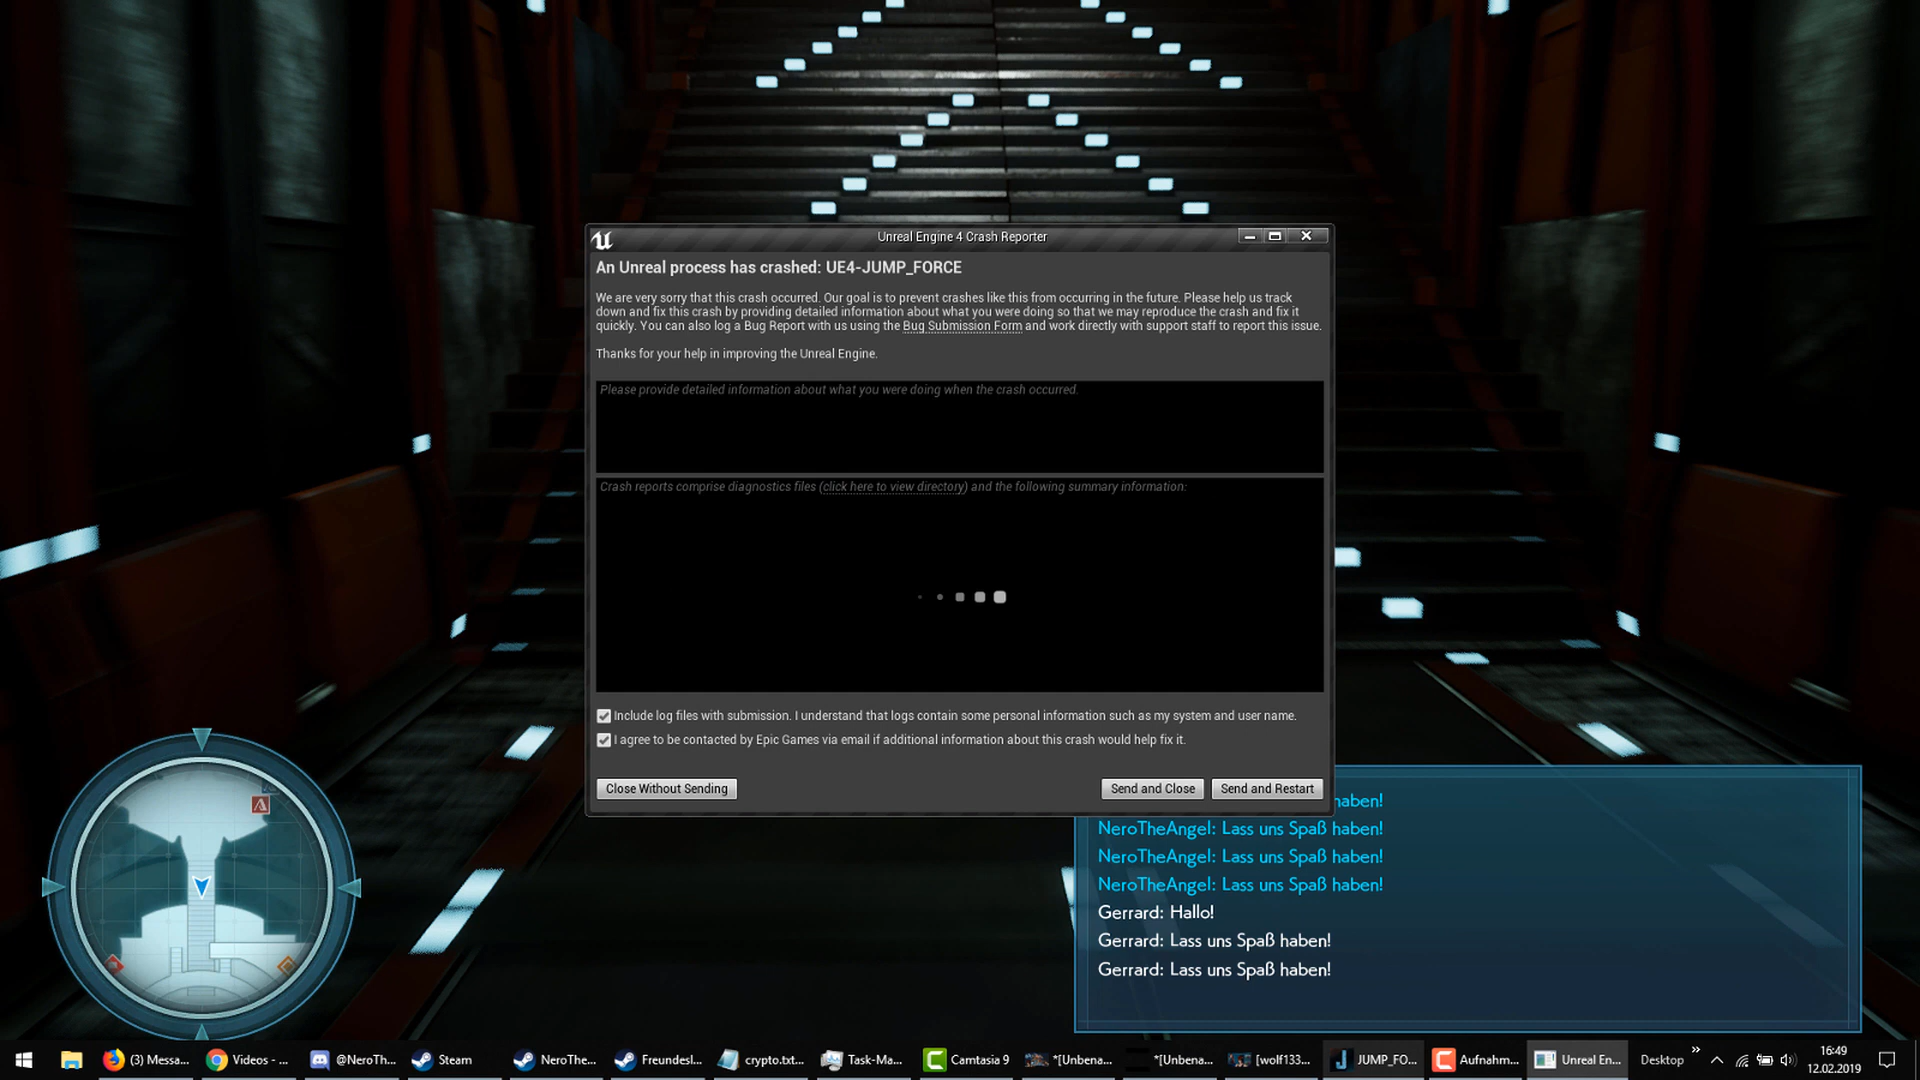 Unreal Engine 4 Crash Reporter
An Unreal process has crashed: UE4-JUMP_FORCE
We are very sorry that this crash occurred. Our goal is to prevent crashes like this from occurring in the future. Please help us track
down and fix this crash by providing detailed information about what you were doing so that we may reproduce the crash and fix it
quickly. You can also log a Bug Report with us using the Bug Submission Form and work directly with support staff to report this issue.
Thanks for your help in improving the Unreal Engine.
Please provide detailed information about what you were doing when the crash occurred.
Crash reports comprise diagnostics files (click here to view directory) and the following summary information:
Include log files with submission. I understand that logs contain some personal information such as my system and user name.
I agree to be contacted by Epic Games via email if additional information about this crash would help fix it.
Close Without Sending Send and Close Send and Restart
haben!
NeroTheAngel: Lass uns Spaß haben!
NeroTheAngel: Lass uns Spaß haben!
NeroTheAngel: Lass uns Spaß haben!
Gerrard: Hallo!
Gerrard: Lass uns Spaß haben!
Gerrard: Lass uns Spaß haben!
(3) Messa... Videos - ... @NeroTh... Steam NeroThe... Freundesl... crypto.txt... Task-Ma... Camtasia 9 *[Unbena... *[Unbena... [wolf133... JUMP_FO... Aufnahm... Unreal En... Desktop 16:49
12.02.2019